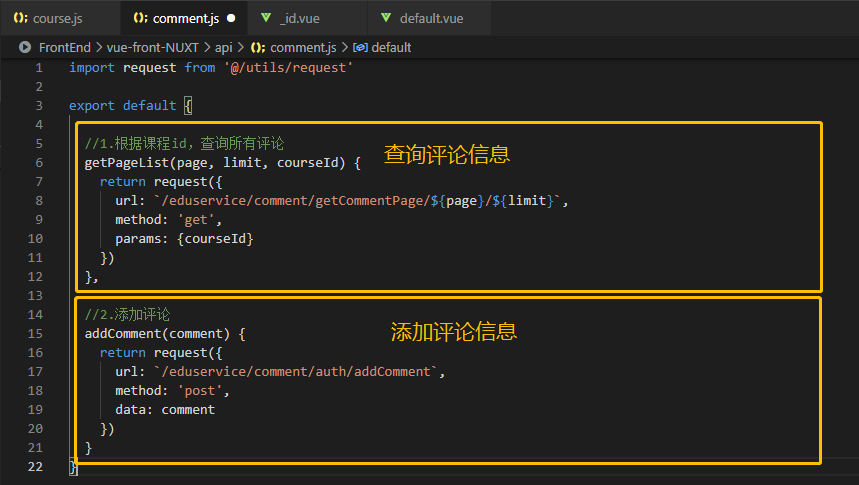 course.js comment.js _id.vue default.vue
FrontEnd > vue-front-NUXT > api > comment.js > default
1 import request from '@/utils/request'
2
3 export default {
4
5 //1.根据课程id，查询所有评论 查询评论信息
6 getPageList(page, limit, courseId) {
7 return request({
8 url: `/eduservice/comment/getCommentPage/${page}/${limit}`,
9 method: 'get',
10 params: {courseId}
11 })
12 },
13
14 //2.添加评论
15 addComment(comment) { 添加评论信息
16 return request({
17 url: `/eduservice/comment/auth/addComment`,
18 method: 'post',
19 data: comment
20 })
21 }
22 }